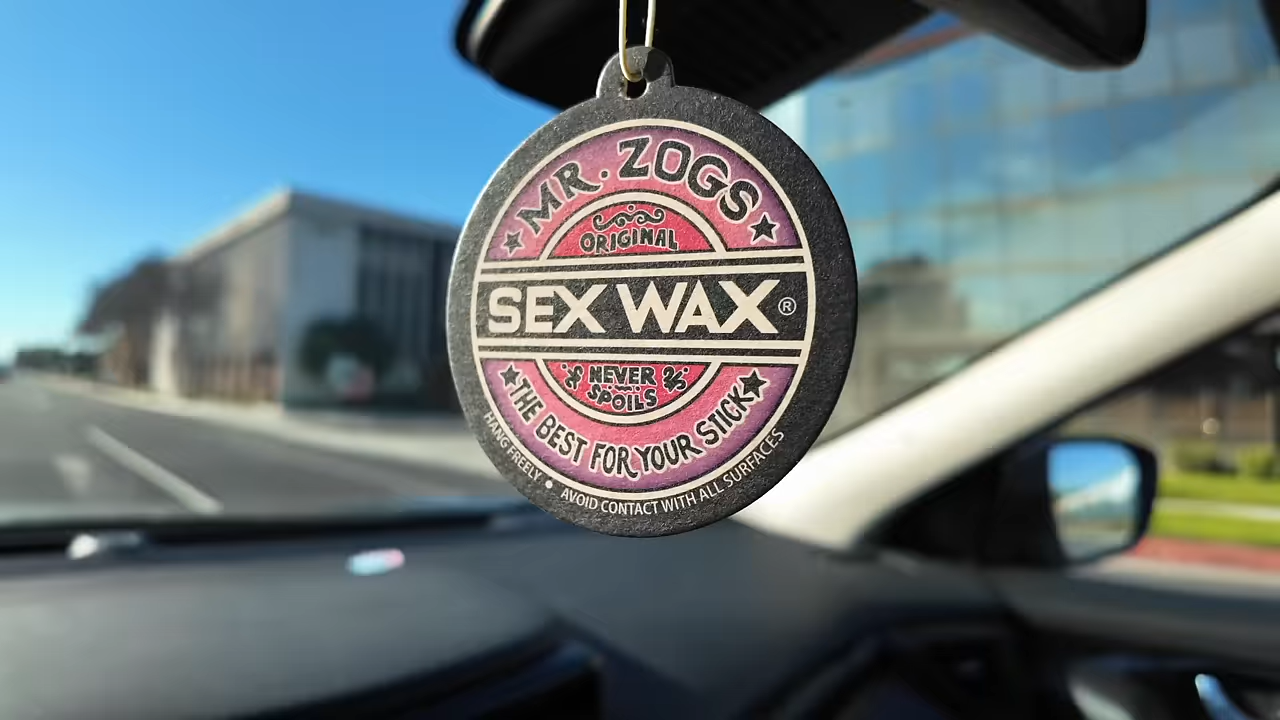 MR. ZOGS
ORIGINAL
SEX WAX®
NEVER
SPOILS
THE BEST FOR YOUR STICK
HANG FREELY • AVOID CONTACT WITH ALL SURFACES